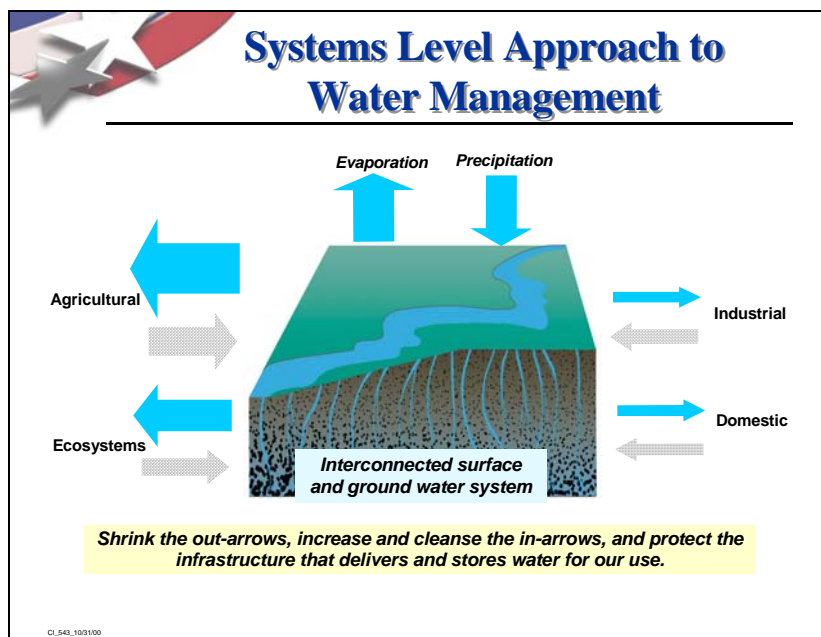 Systems Level Approach to
Water Management
Evaporation
Precipitation
Agricultural
Industrial
Ecosystems
Domestic
Interconnected surface
and ground water system
Shrink the out-arrows, increase and cleanse the in-arrows, and protect the
infrastructure that delivers and stores water for our use.
CI_543_10/31/00